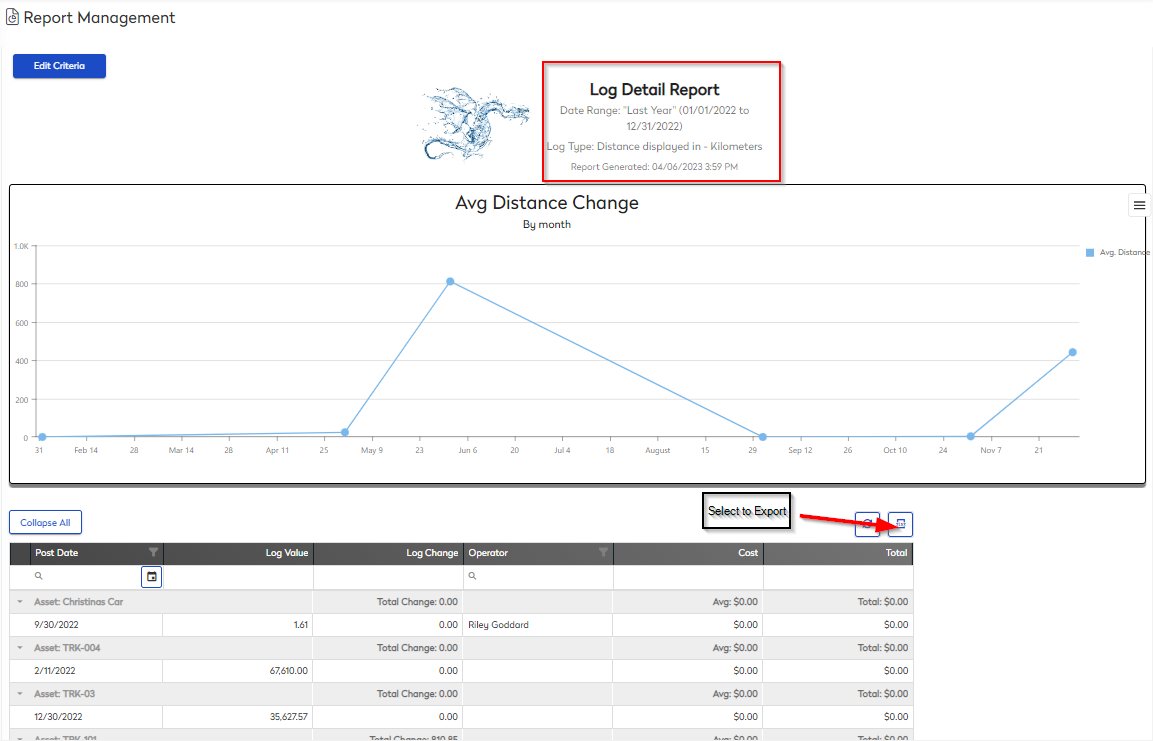 Report Management
Edit Criteria
Log Detail Report
Date Range: "Last Year" (01/01/2022 to
12/31/2022)
Log Type: Distance displayed in - Kilometers
Report Generated: 04/06/2023 3:59 PM
Avg Distance Change
By month
1.0K
800
600
400
200
0
Avg. Distance
31 Feb 14 28 Mar 14 28 Apr 11 25 May 9 23 Jun 6 20 Jul 4 18 August 15 29 Sep 12 26 Oct 10 24 Nov 7 21
Select to Export
Collapse All
Post Date Log Value Log Change Operator Cost Total
Asset: Christinas Car Total Change: 0.00 Avg: $0.00 Total: $0.00
9/30/2022 1.61 0.00 Riley Goddard $0.00 $0.00
Asset: TRK-004 Total Change: 0.00 Avg: $0.00 Total: $0.00
2/11/2022 67,610.00 0.00 $0.00 $0.00
Asset: TRK-03 Total Change: 0.00 Avg: $0.00 Total: $0.00
12/30/2022 35,627.57 0.00 $0.00 $0.00
Asset: TRK-101 Total Change: 810.85 Avg: $0.00 Total: $0.00